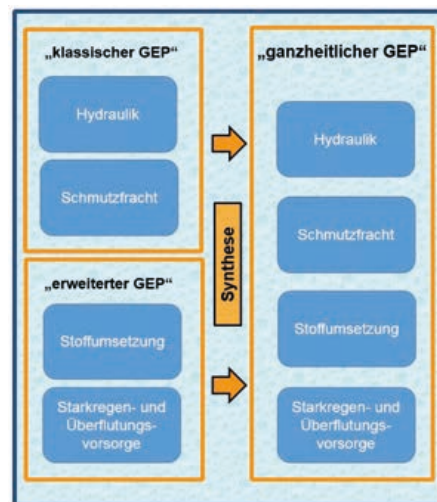 „klassischer GEP“
Hydraulik
Schmutzfracht
„erweiterter GEP“
Stoffumsetzung
Starkregen- und
Überflutungs-
vorsorge
Synthese
„ganzheitlicher GEP“
Hydraulik
Schmutzfracht
Stoffumsetzung
Starkregen- und
Überflutungs-
vorsorge